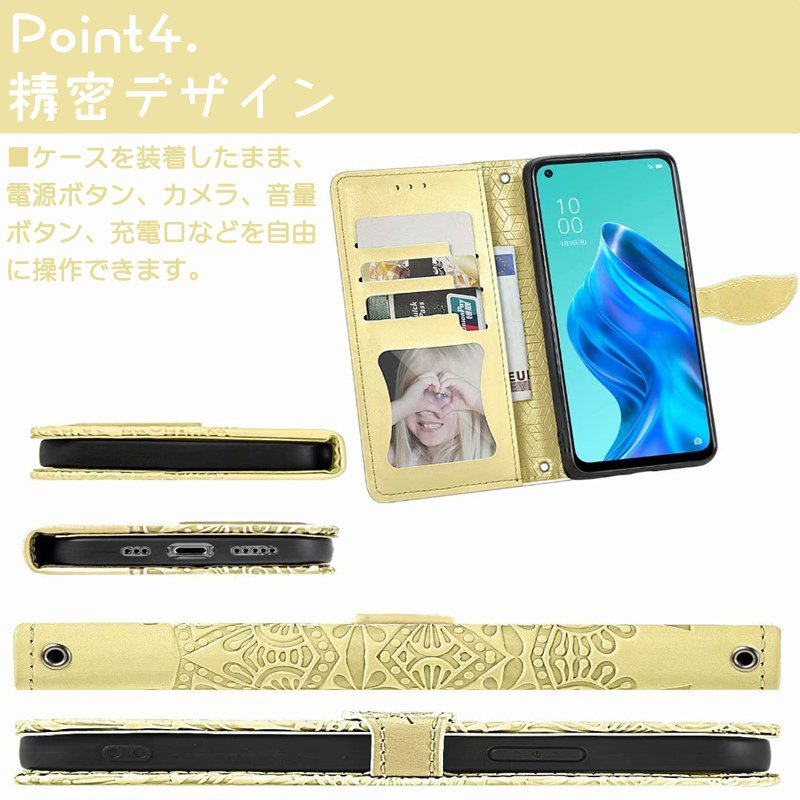 Point4.
精密デザイン
■ケースを装着したまま、
電源ボタン、カメラ、音量
ボタン、充電口などを自由
に操作できます。
10
00
EU